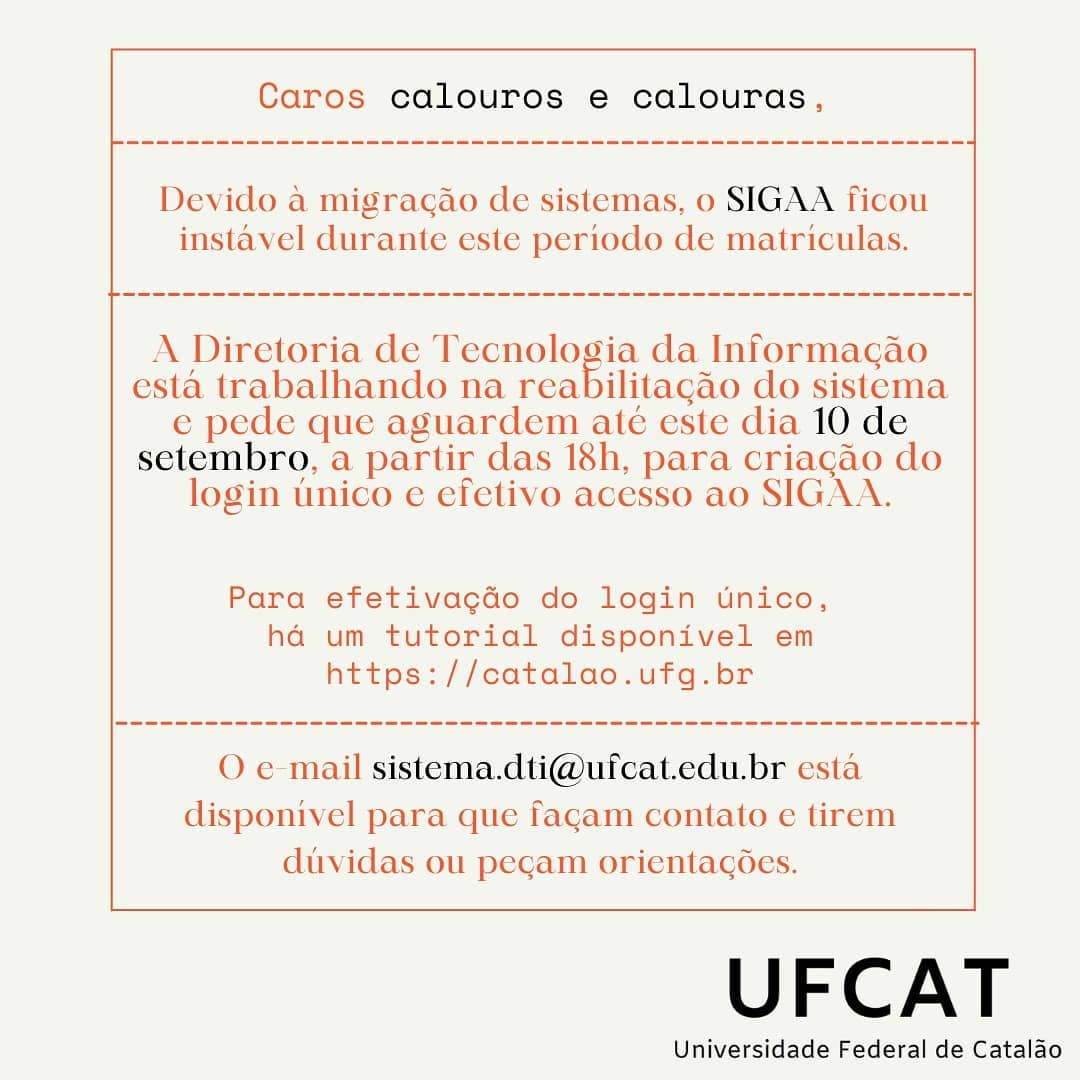 Caros calouros e calouras,
Devido à migração de sistemas, o SIGAA ficou
instável durante este período de matrículas.
A Diretoria de Tecnologia da Informação
está trabalhando na reabilitação do sistema
e pede que aguardem até este dia 10 de
setembro, a partir das 18h, para criação do
login único e efetivo acesso ao SIGAA.
Para efetivação do login único,
há um tutorial disponível em
https://catalao.ufg.br
O e-mail sistema.dti@ufcat.edu.br está
disponível para que façam contato e tirem
dúvidas ou peçam orientações.
UFCAT
Universidade Federal de Catalão